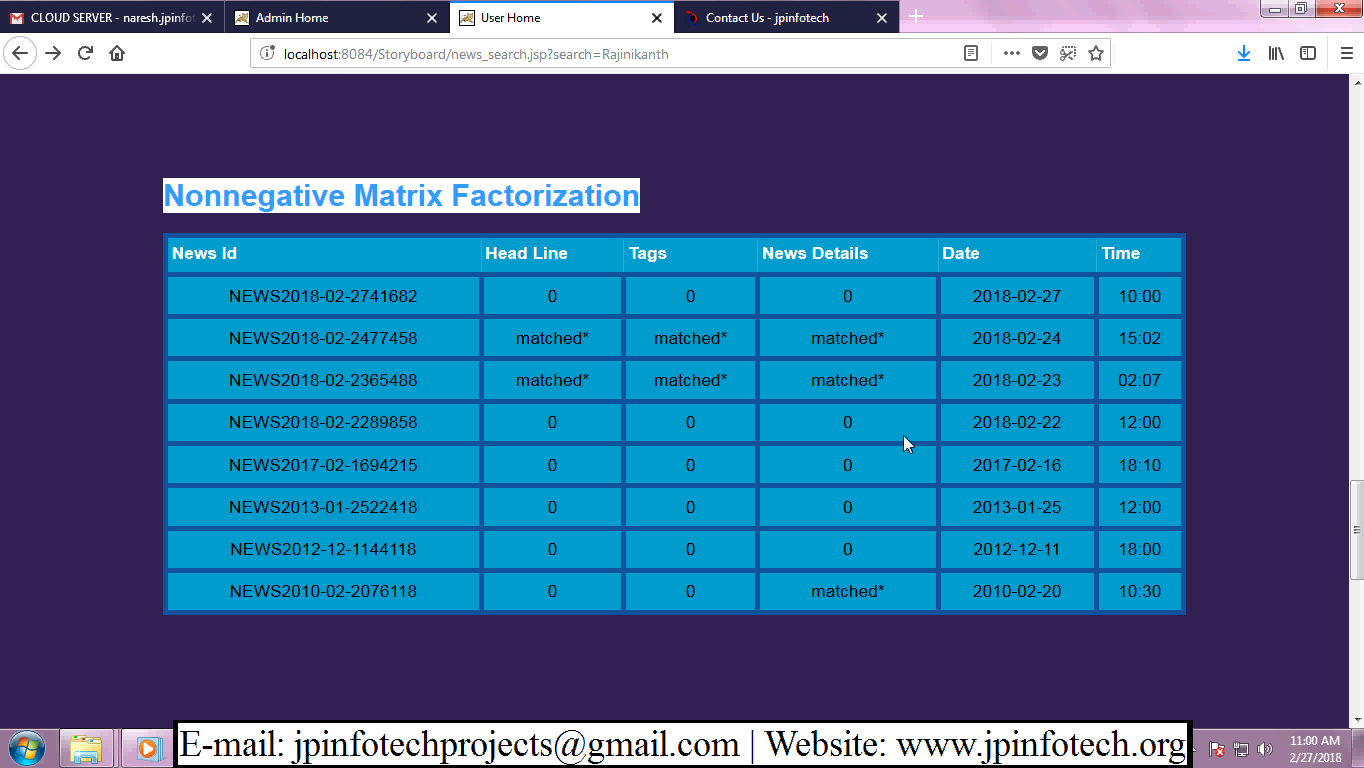 CLOUD SERVER - naresh.jpinfot
Admin Home
User Home
Contact Us - jpinfotech
localhost:8084/Storyboard/news_search.jsp?search=Rajinikanth
Nonnegative Matrix Factorization
News Id Head Line Tags News Details Date Time
NEWS2018-02-2741682 0 0 0 2018-02-27 10:00
NEWS2018-02-2477458 matched* matched* matched* 2018-02-24 15:02
NEWS2018-02-2365488 matched* matched* matched* 2018-02-23 02:07
NEWS2018-02-2289858 0 0 0 2018-02-22 12:00
NEWS2017-02-1694215 0 0 0 2017-02-16 18:10
NEWS2013-01-2522418 0 0 0 2013-01-25 12:00
NEWS2012-12-1144118 0 0 0 2012-12-11 18:00
NEWS2010-02-2076118 0 0 matched* 2010-02-20 10:30
E-mail: jpinfotechprojects@gmail.com | Website: www.jpinfotech.org
11:00 AM
2/27/2018